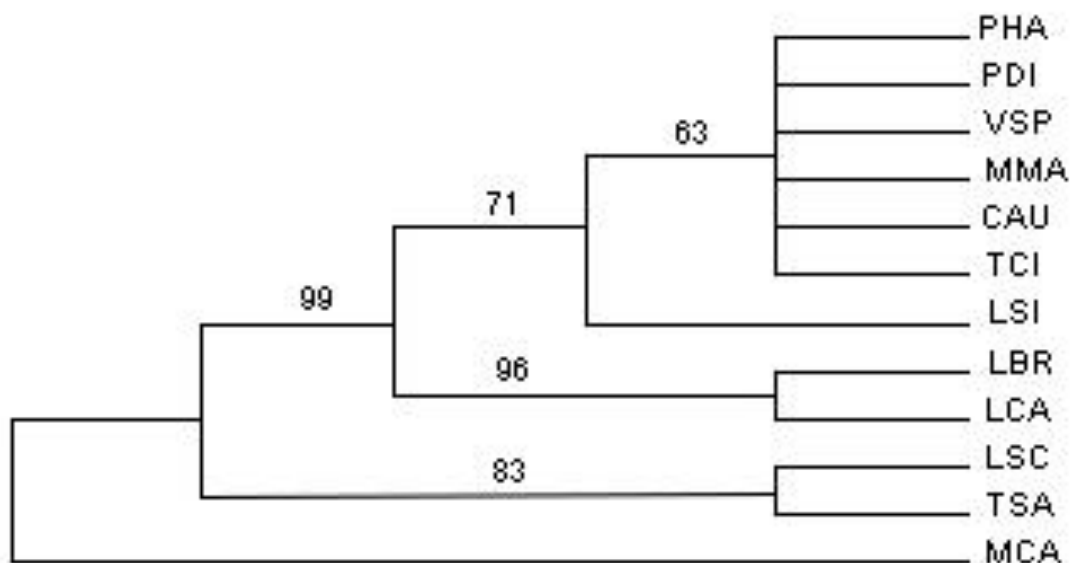 PHA
PDI
VSP
63
MMA
71
CAU
TCI
99
LSI
96
LBR
LCA
83
LSC
TSA
MCA